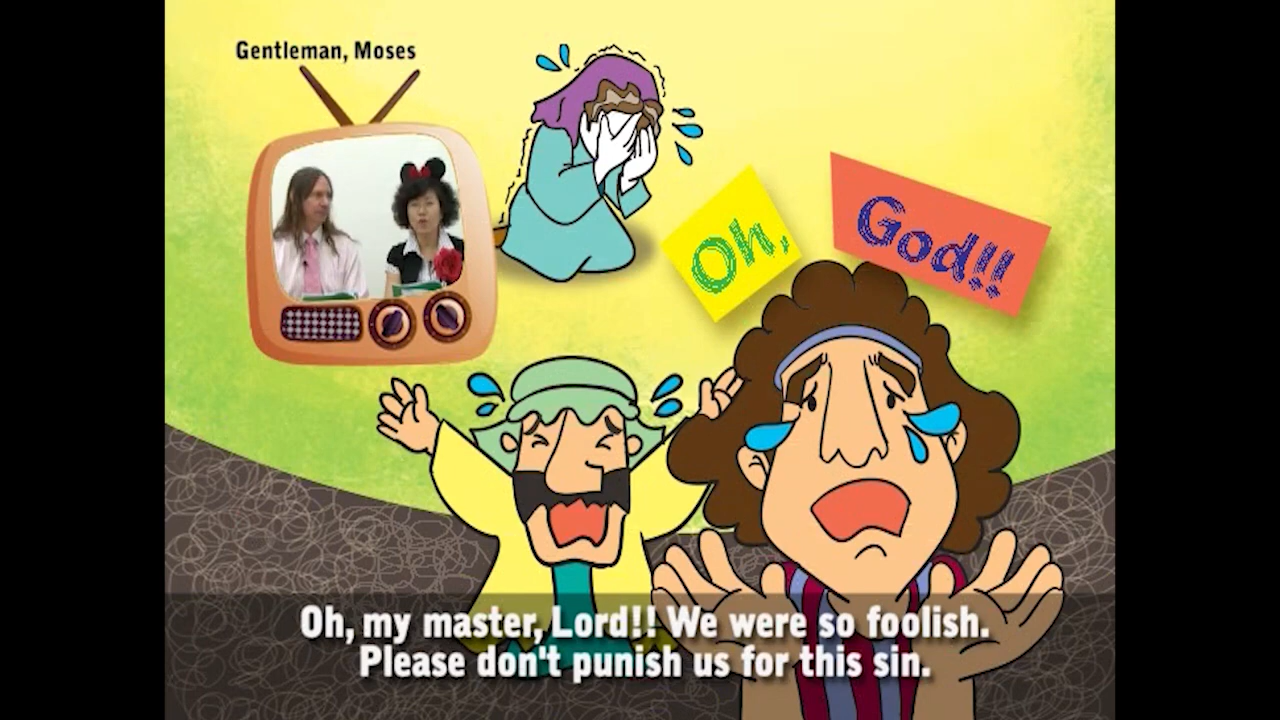 Gentleman, Moses
Oh,
God!!
Oh, my master, Lord!! We were so foolish.
Please don't punish us for this sin.